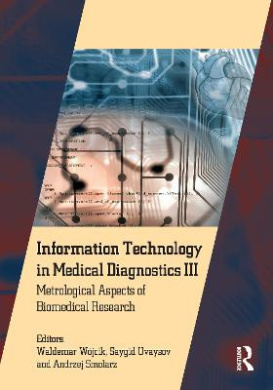 Information Technology
in Medical Diagnostics III
Metrological Aspects of
Biomedical Research
Editors:
Waldemar Wójcik, Saygid Uvaysov
and Andrzej Smolarz
R
ROUTLEDGE